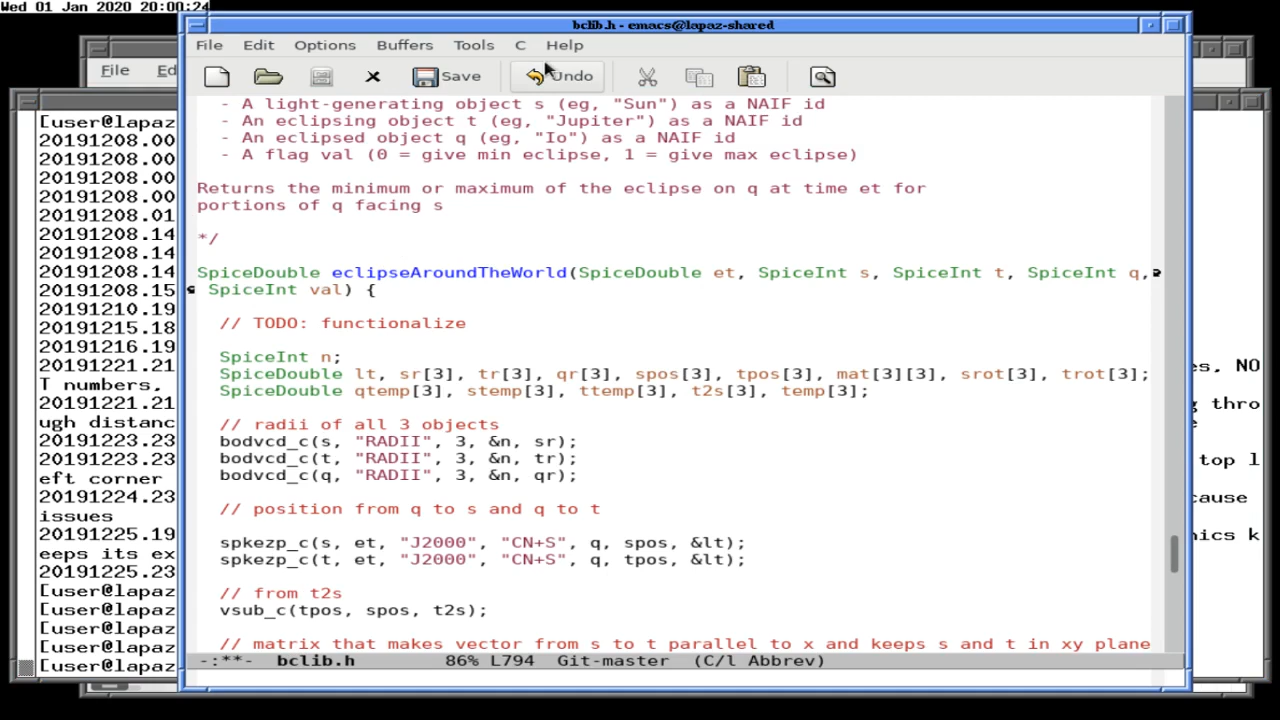 Wed 01 Jan 2020 20:00:24
bclib.h - emacs@lapaz-shared
File Edit Options Buffers Tools C Help
Save Undo
- A light-generating object s (eg, "Sun") as a NAIF id
- An eclipsing object t (eg, "Jupiter") as a NAIF id
- An eclipsed object q (eg, "Io") as a NAIF id
- A flag val (0 = give min eclipse, 1 = give max eclipse)
Returns the minimum or maximum of the eclipse on q at time et for
portions of q facing s
*/
SpiceDouble eclipseAroundTheWorld(SpiceDouble et, SpiceInt s, SpiceInt t, SpiceInt q,
SpiceInt val) {
// TODO: functionalize
SpiceInt n;
SpiceDouble lt, sr[3], tr[3], qr[3], spos[3], tpos[3], mat[3][3], srot[3], trot[3];
SpiceDouble qtemp[3], stemp[3], ttemp[3], t2s[3], temp[3];
// radii of all 3 objects
bodvcd_c(s, "RADII", 3, &n, sr);
bodvcd_c(t, "RADII", 3, &n, tr);
bodvcd_c(q, "RADII", 3, &n, qr);
// position from q to s and q to t
spkezp_c(s, et, "J2000", "CN+S", q, spos, &lt);
spkezp_c(t, et, "J2000", "CN+S", q, tpos, &lt);
// from t2s
vsub_c(tpos, spos, t2s);
// matrix that makes vector from s to t parallel to x and keeps s and t in xy plane
-:**- bclib.h 86% L794 Git-master (C/l Abbrev)
File Ed
[user@lapaz
20191208.00
20191208.00
20191208.00
20191208.00
20191208.01
20191208.14
20191208.14
20191208.14
20191208.15
20191210.19
20191215.18
20191216.19
20191221.21 es, NO
T numbers,
20191221.21 g thro
ugh distanc
20191223.23
20191223.23 top l
eft corner
20191224.23 cause
issues
20191225.19 nics k
eeps its ex
20191225.23
[user@lapaz
[user@lapaz
[user@lapaz
[user@lapaz
[user@lapaz